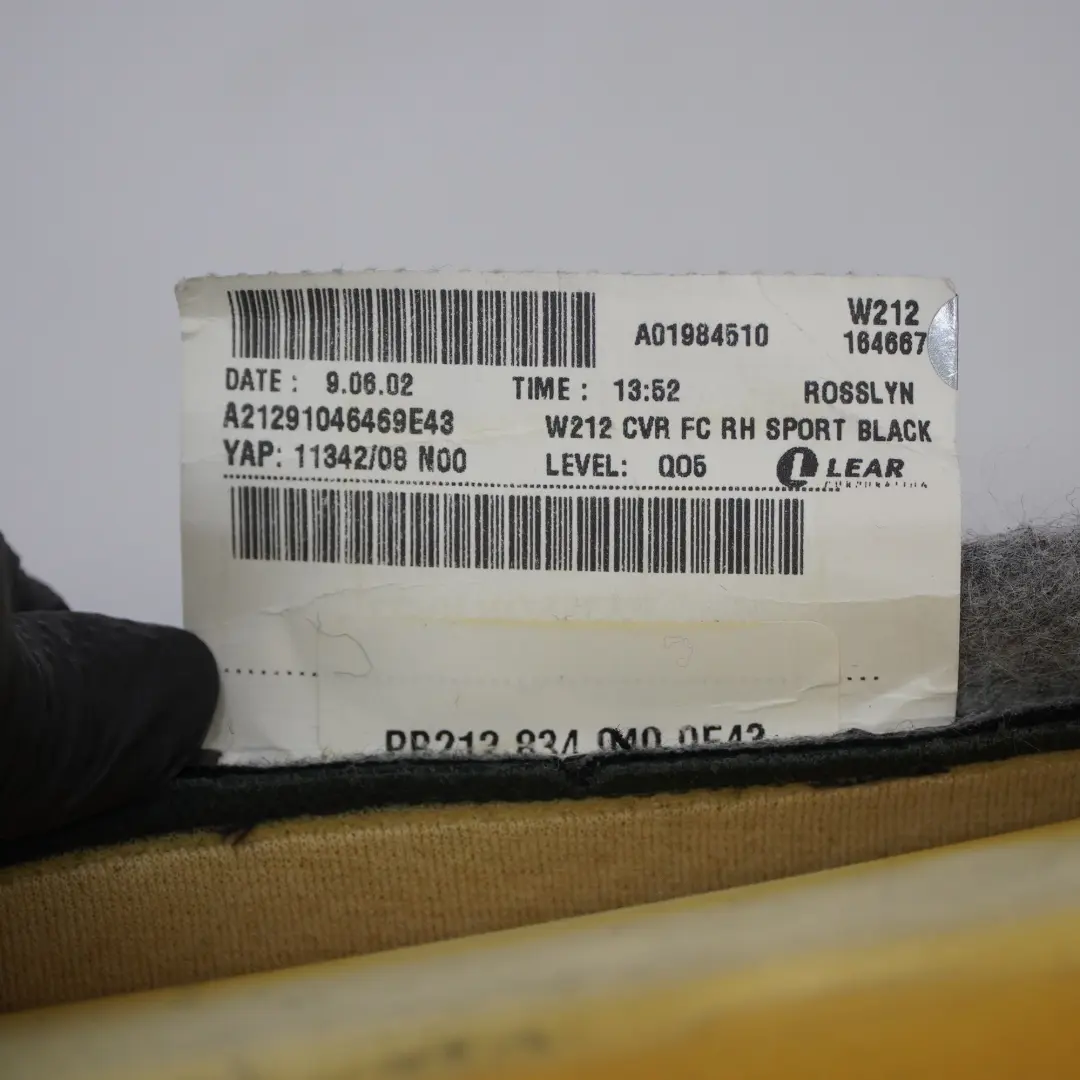 A01984510
W212
164667
DATE : 9.06.02 TIME : 13:52 ROSSLYN
A21291046469E43 W212 CVR FC RH SPORT BLACK
YAP: 11342/08 N00 LEVEL: Q05 LEAR
CORPORATION